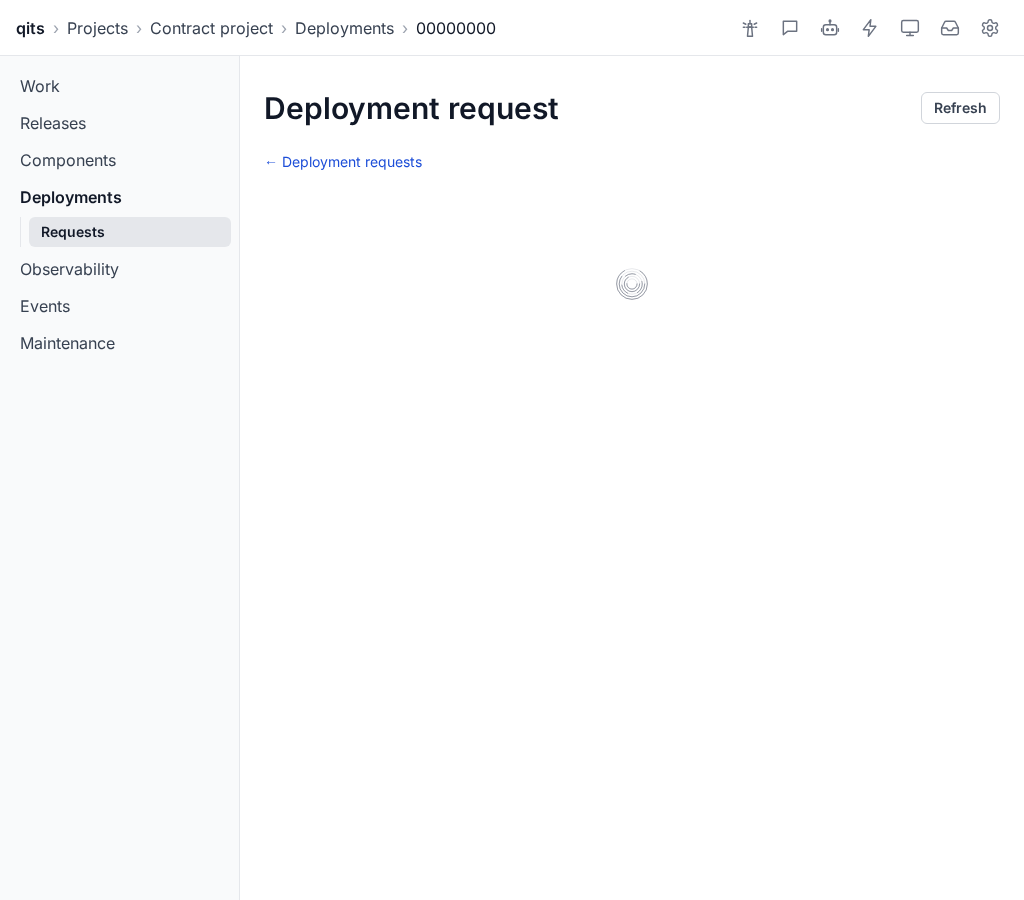 qits › Projects › Contract project › Deployments › 00000000
Work
Releases
Components
Deployments
Requests
Observability
Events
Maintenance
Deployment request
Refresh
← Deployment requests